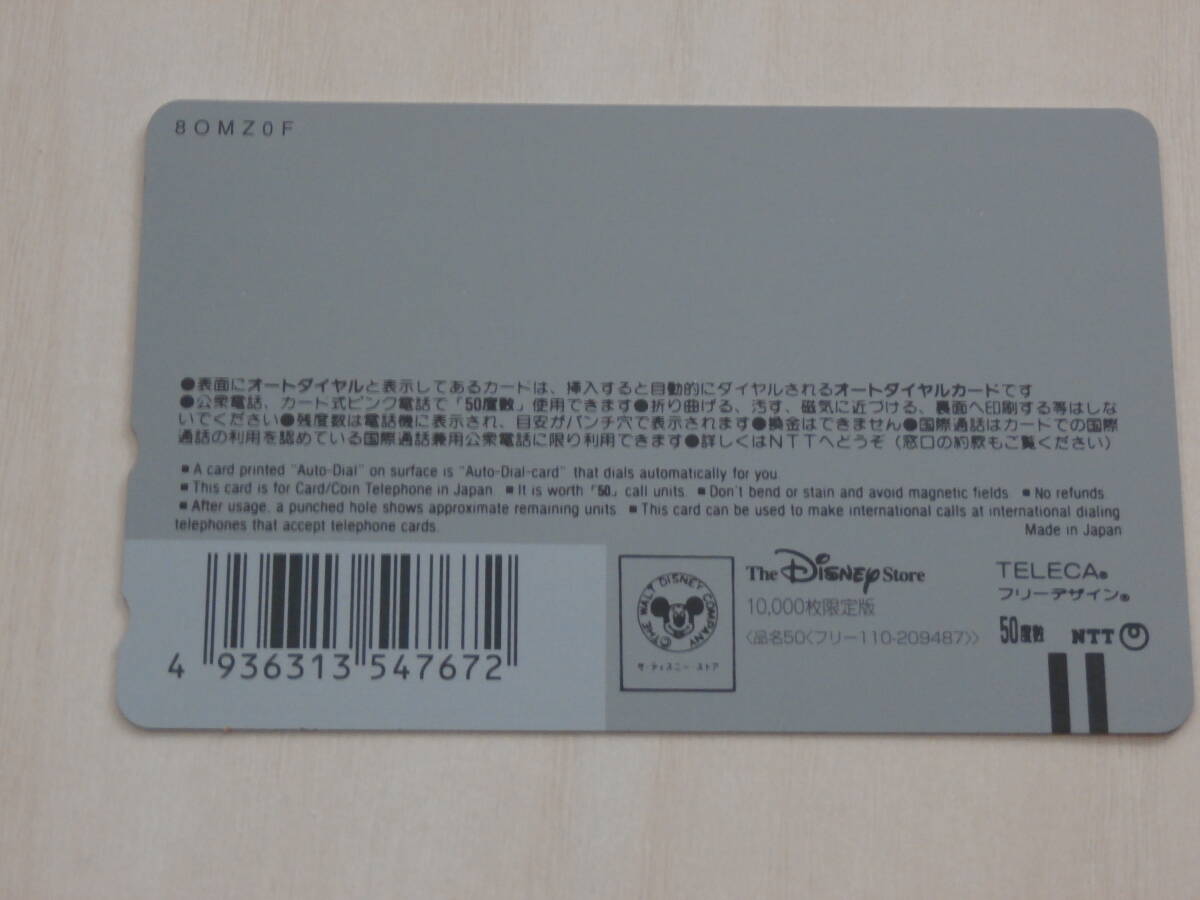 8OMZ0F
●表面にオートダイヤルと表示してあるカードは、挿入すると自動的にダイヤルされるオートダイヤルカードです
●公衆電話、カード式ピンク電話で「50度数」使用できます●折り曲げる、汚す、磁気に近づける、裏面へ印刷する等はしな
いでください●残度数は電話機に表示され、目安がパンチ穴で表示されます●換金はできません●国際通話はカードでの国際
通話の利用を認めている国際通話兼用公衆電話に限り利用できます●詳しくはNTTへどうぞ(窓口の約款もご覧ください)
■A card printed "Auto-Dial" on surface is "Auto-Dial-card" that dials automatically for you.
■This card is for Card/Coin Telephone in Japan. ■It is worth 「50」 call units. ■Don't bend or stain and avoid magnetic fields. ■No refunds.
■After usage, a punched hole shows approximate remaining units. ■This card can be used to make international calls at international dialing
telephones that accept telephone cards.
Made in Japan
4 936313 547672
©THE WALT DISNEY COMPANY
ザ・ディズニー・ストア
The Disney Store
10,000枚限定版
〈品名50〈フリー110-209487〉〉
TELECA®
フリーデザイン®
50度数 NTT